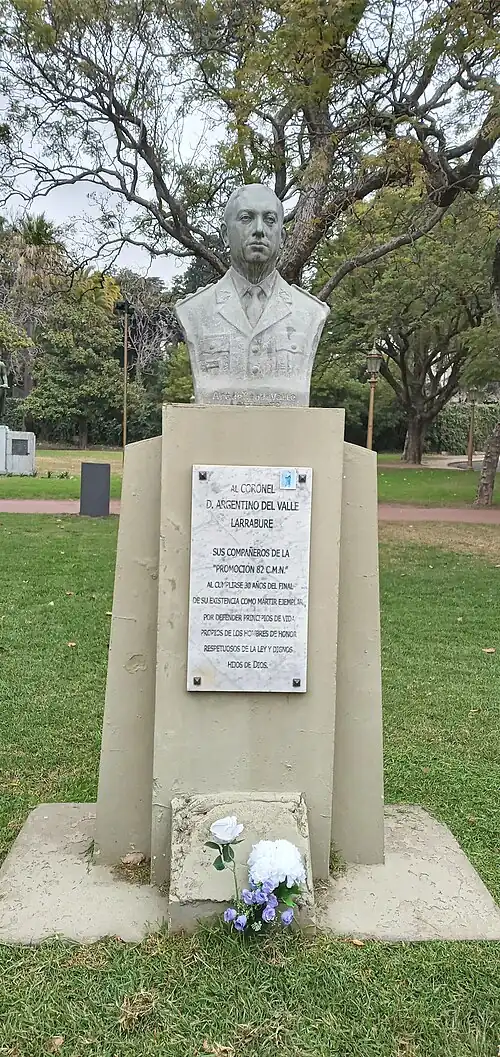 AL CORONEL
D. ARGENTINO DEL VALLE
LARRABURE
SUS COMPAÑEROS DE LA
"PROMOCIÓN 82 C.M.N."
AL CUMPLIRSE 30 AÑOS DEL FINAL
DE SU EXISTENCIA COMO MÁRTIR EJEMPLAR
POR DEFENDER PRINCIPIOS DE VIDA
PROPIOS DE LOS HOMBRES DE HONOR
RESPETUOSOS DE LA LEY Y DIGNOS
HIJOS DE DIOS.